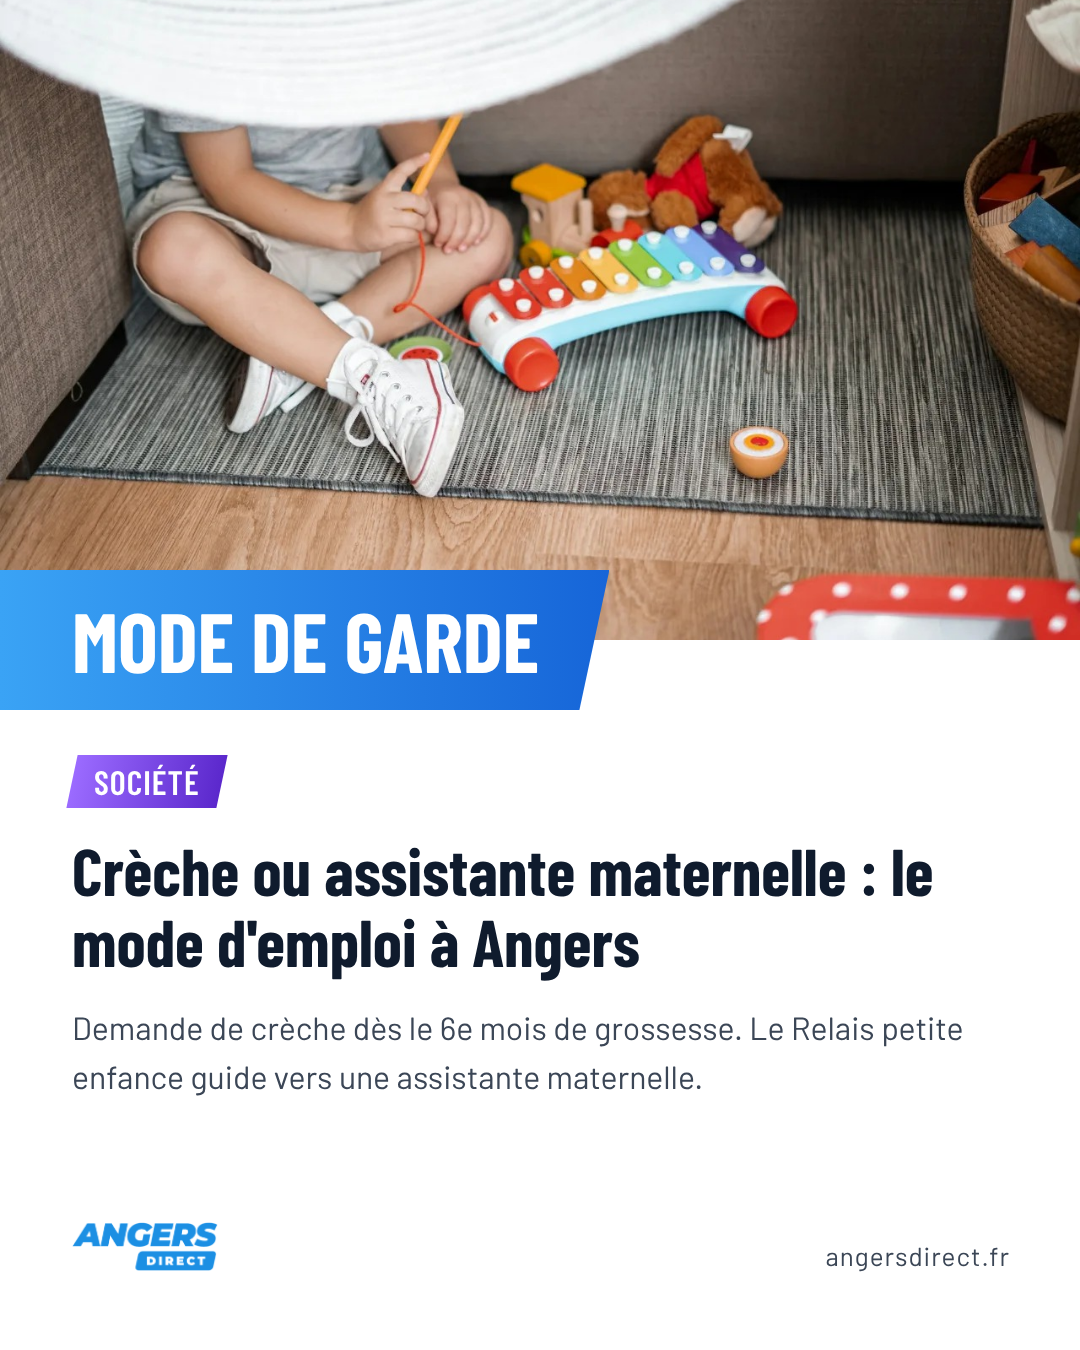 MODE DE GARDE
SOCIÉTÉ
Crèche ou assistante maternelle : le
mode d'emploi à Angers
Demande de crèche dès le 6e mois de grossesse. Le Relais petite
enfance guide vers une assistante maternelle.
ANGERS
DIRECT
angersdirect.fr